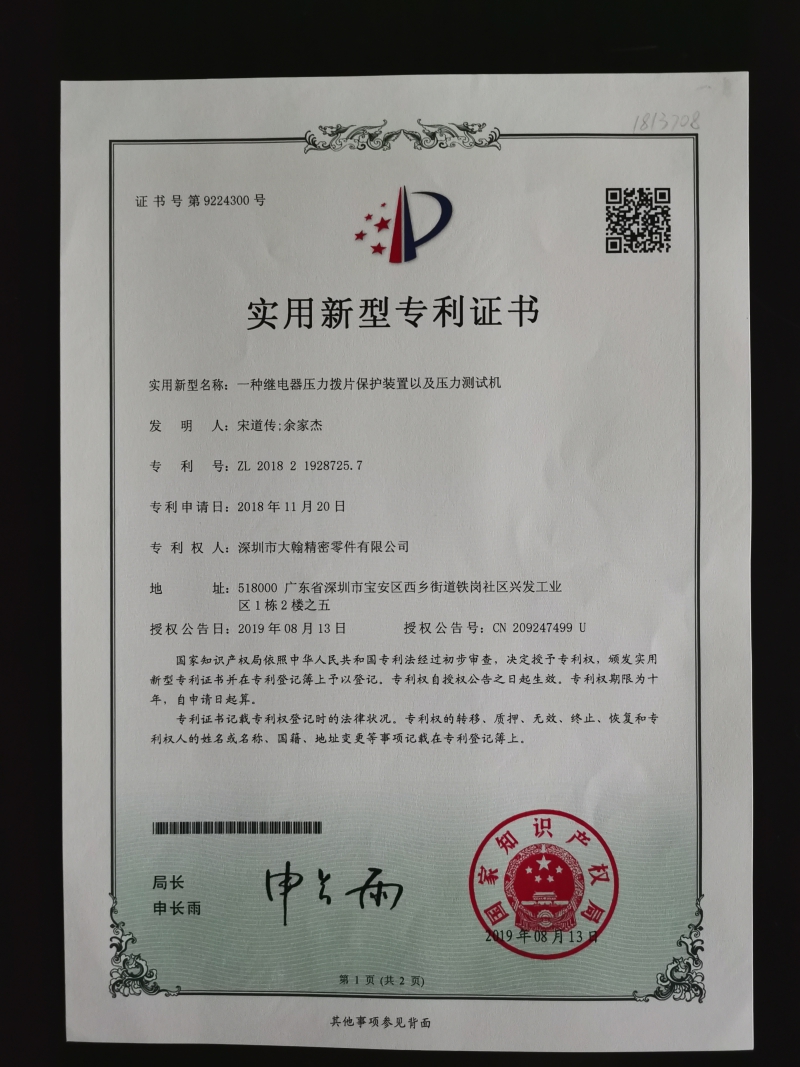 1813708
证书号第9224300号
实用新型专利证书
实用新型名称：一种继电器压力拨片保护装置以及压力测试机
发明人：宋道传;余家杰
专利号：ZL 2018 2 1928725.7
专利申请日：2018年11月20日
专利权人：深圳市大翰精密零件有限公司
地址：518000 广东省深圳市宝安区西乡街道铁岗社区兴发工业
区1栋2楼之五
授权公告日：2019年08月13日 授权公告号：CN 209247499 U
国家知识产权局依照中华人民共和国专利法经过初步审查，决定授予专利权，颁发实用
新型专利证书并在专利登记簿上予以登记。专利权自授权公告之日起生效。专利权期限为十
年，自申请日起算。
专利证书记载专利权登记时的法律状况。专利权的转移、质押、无效、终止、恢复和专
利权人的姓名或名称、国籍、地址变更等事项记载在专利登记簿上。
局长
申长雨
申长雨
国家知识产权局
2019年08月13日
第1页(共2页)
其他事项参见背面